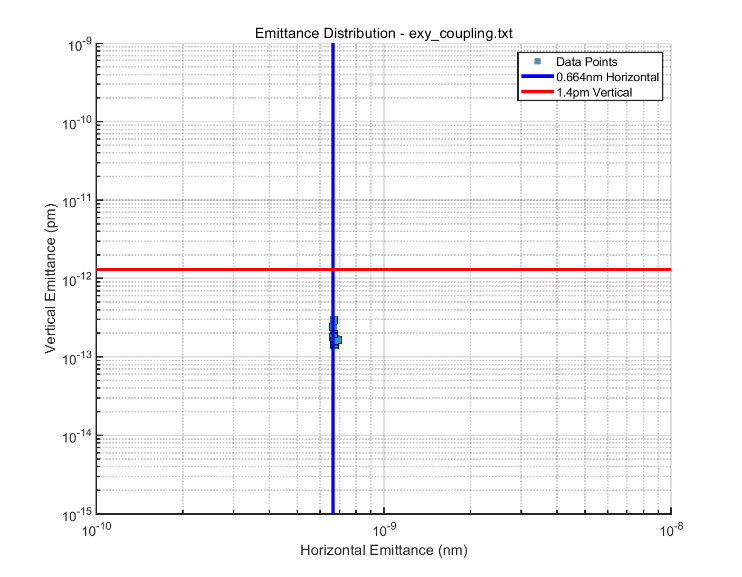 Emittance Distribution - exy_coupling.txt
Data Points
0.664nm Horizontal
1.4pm Vertical
Vertical Emittance (pm)
10⁻⁹
10⁻¹⁰
10⁻¹¹
10⁻¹²
10⁻¹³
10⁻¹⁴
10⁻¹⁵
10⁻¹⁰ 10⁻⁹ 10⁻⁸
Horizontal Emittance (nm)